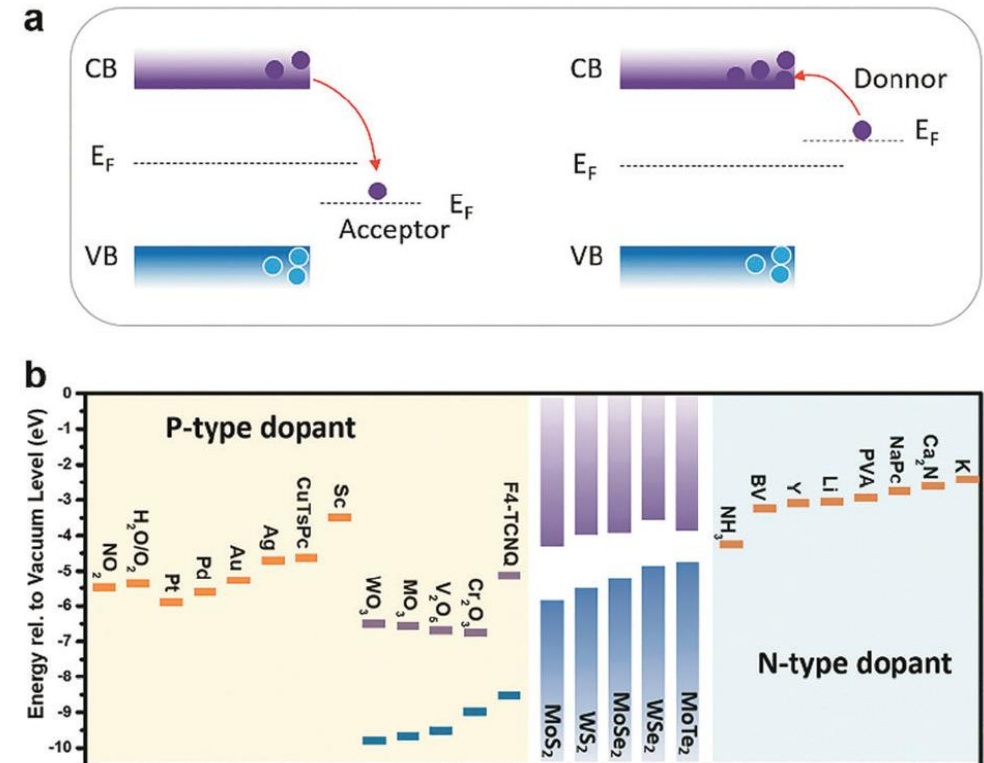 a
CB
E_F
E_F
Acceptor
VB
CB
Donnor
E_F
E_F
VB
b
Energy rel. to Vacuum Level (eV)
0
-1
-2
-3
-4
-5
-6
-7
-8
-9
-10
P-type dopant
NO₂
H₂O/O₂
Pt
Pd
Au
Ag
CuTsPc
Sc
WO₃
MO₃
V₂O₅
Cr₂O₃
F4-TCNQ
MoS₂
WS₂
MoSe₂
WSe₂
MoTe₂
NH₃
BV
Y
Li
PVA
NaPc
Ca₂N
K
N-type dopant